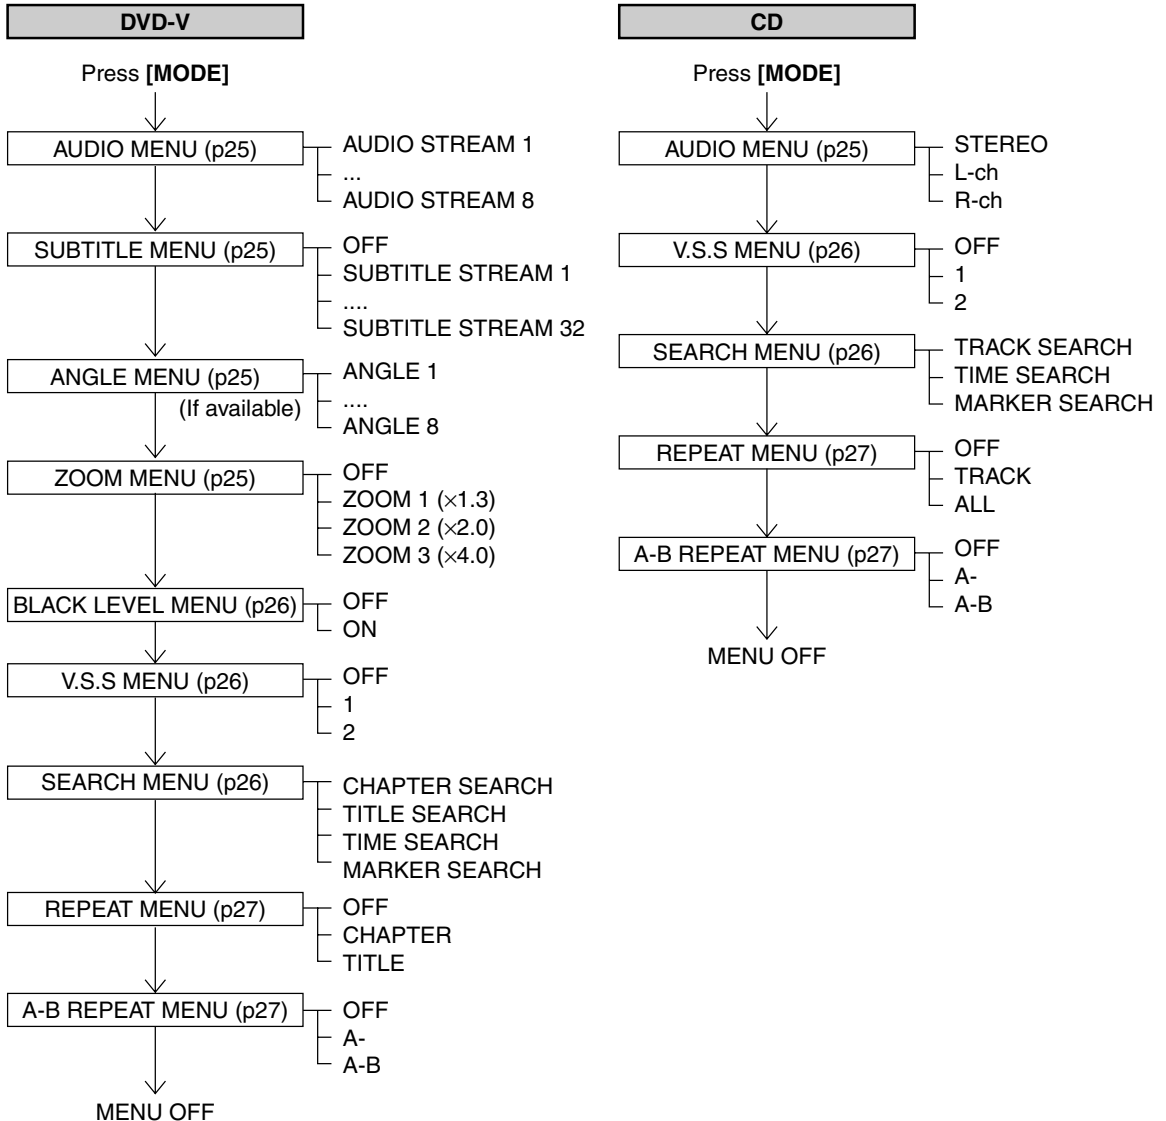 DVD-V
Press [MODE]
AUDIO MENU (p25)
AUDIO STREAM 1
...
AUDIO STREAM 8
SUBTITLE MENU (p25)
OFF
SUBTITLE STREAM 1
....
SUBTITLE STREAM 32
ANGLE MENU (p25)
(If available)
ANGLE 1
....
ANGLE 8
ZOOM MENU (p25)
OFF
ZOOM 1 (×1.3)
ZOOM 2 (×2.0)
ZOOM 3 (×4.0)
BLACK LEVEL MENU (p26)
OFF
ON
V.S.S MENU (p26)
OFF
1
2
SEARCH MENU (p26)
CHAPTER SEARCH
TITLE SEARCH
TIME SEARCH
MARKER SEARCH
REPEAT MENU (p27)
OFF
CHAPTER
TITLE
A-B REPEAT MENU (p27)
OFF
A-
A-B
MENU OFF
CD
Press [MODE]
AUDIO MENU (p25)
STEREO
L-ch
R-ch
V.S.S MENU (p26)
OFF
1
2
SEARCH MENU (p26)
TRACK SEARCH
TIME SEARCH
MARKER SEARCH
REPEAT MENU (p27)
OFF
TRACK
ALL
A-B REPEAT MENU (p27)
OFF
A-
A-B
MENU OFF